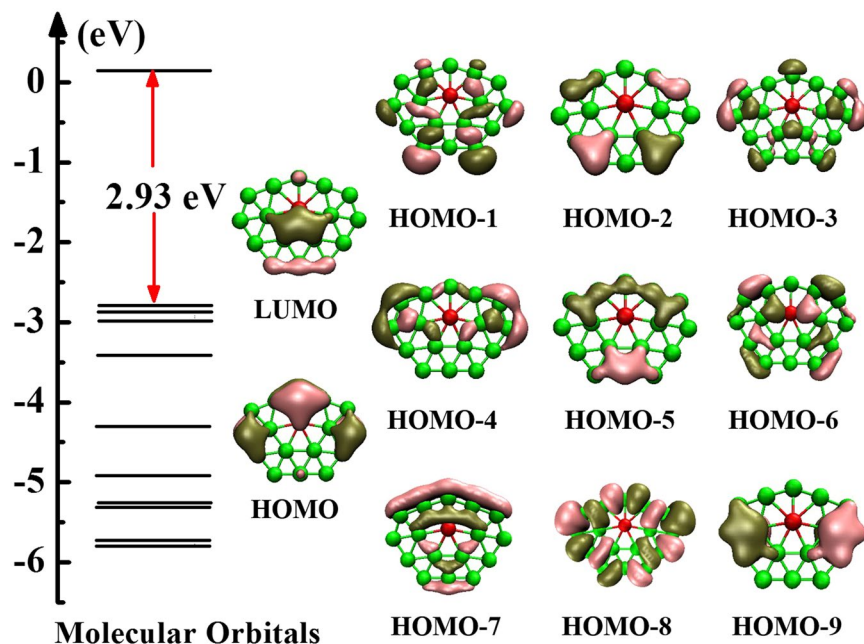 (eV)
0
-1
-2
-3
-4
-5
-6
2.93 eV
LUMO
HOMO
HOMO-1 HOMO-2 HOMO-3
HOMO-4 HOMO-5 HOMO-6
HOMO-7 HOMO-8 HOMO-9
Molecular Orbitals